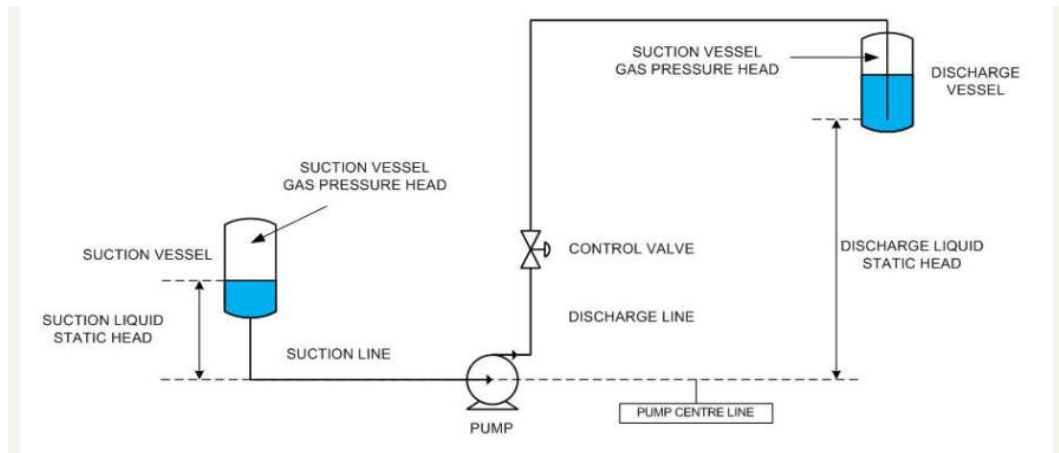 SUCTION VESSEL
GAS PRESSURE HEAD
DISCHARGE
VESSEL
SUCTION VESSEL
GAS PRESSURE HEAD
SUCTION VESSEL
CONTROL VALVE
DISCHARGE LIQUID
STATIC HEAD
SUCTION LIQUID
STATIC HEAD
DISCHARGE LINE
SUCTION LINE
PUMP CENTRE LINE
PUMP